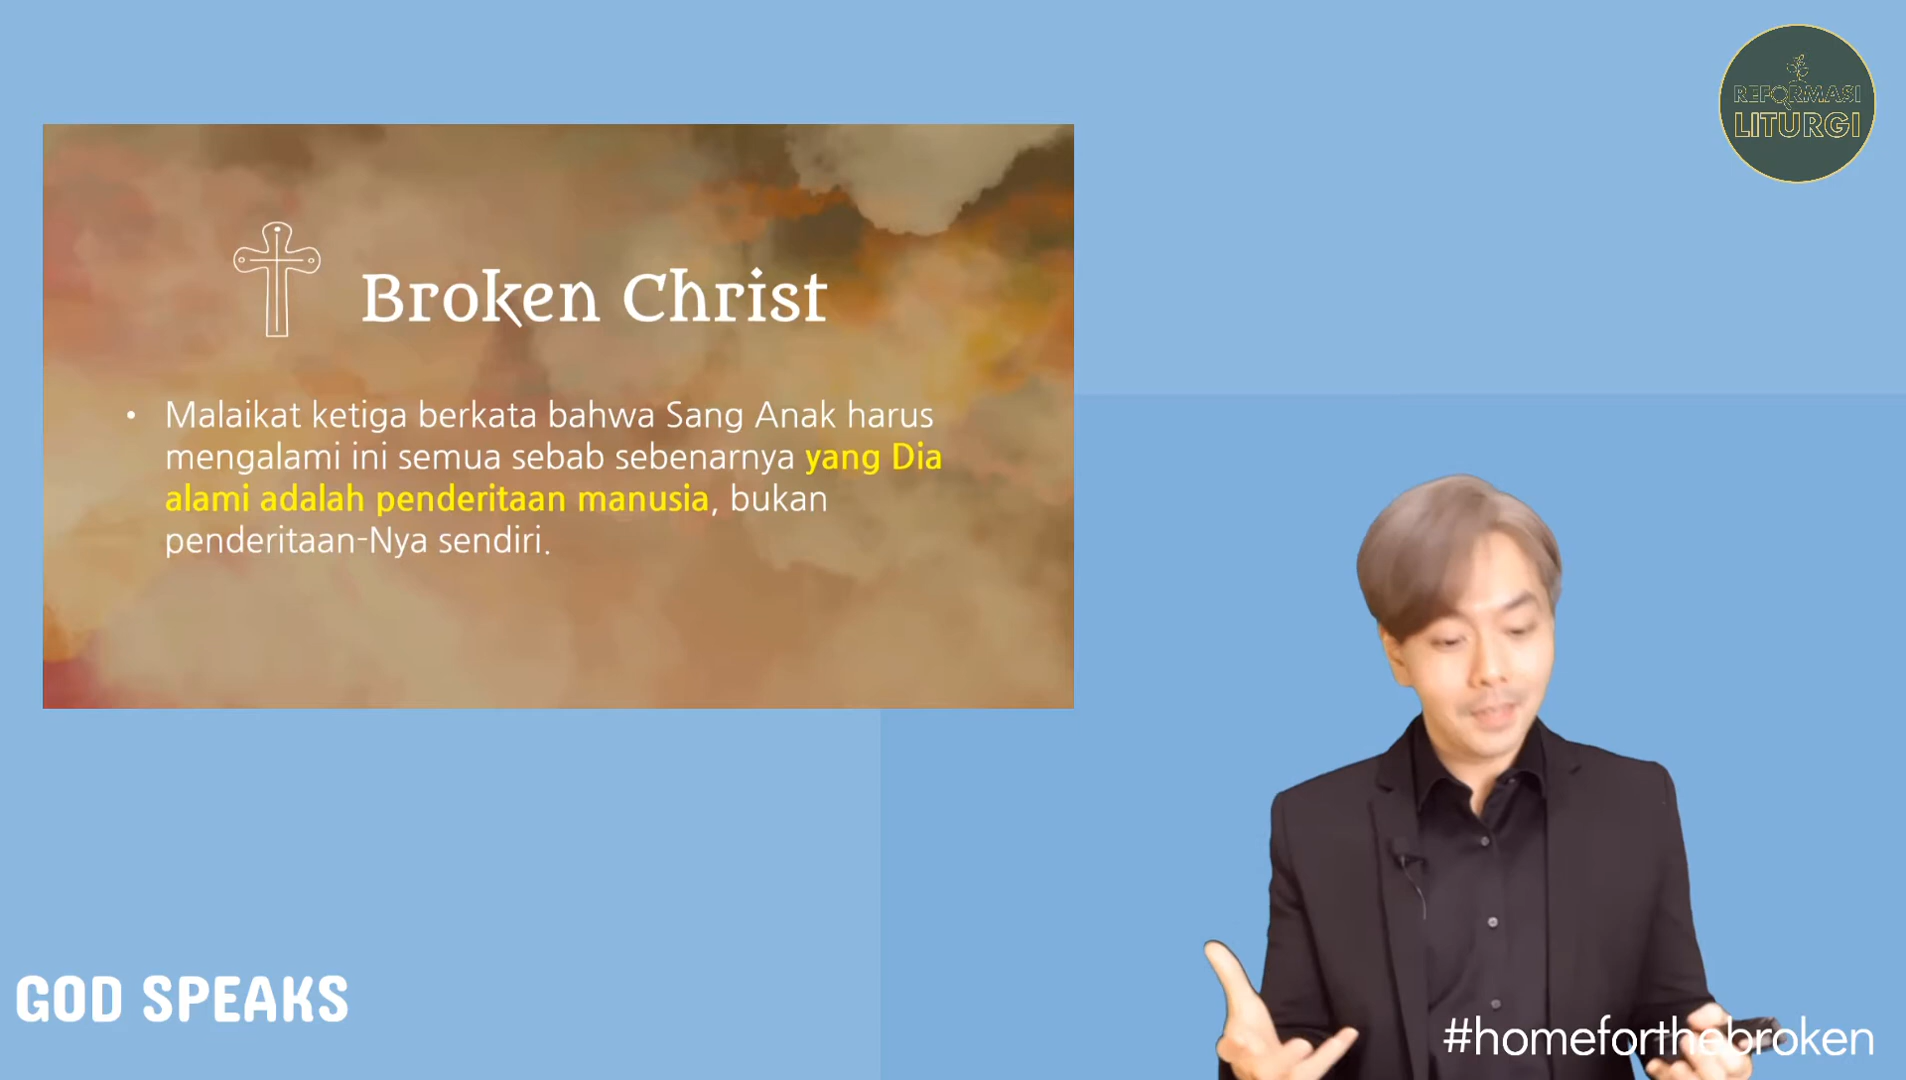 REFORMASI
LITURGI
Broken Christ
• Malaikat ketiga berkata bahwa Sang Anak harus
mengalami ini semua sebab sebenarnya yang Dia
alami adalah penderitaan manusia, bukan
penderitaan-Nya sendiri.
GOD SPEAKS
#homeforthebroken